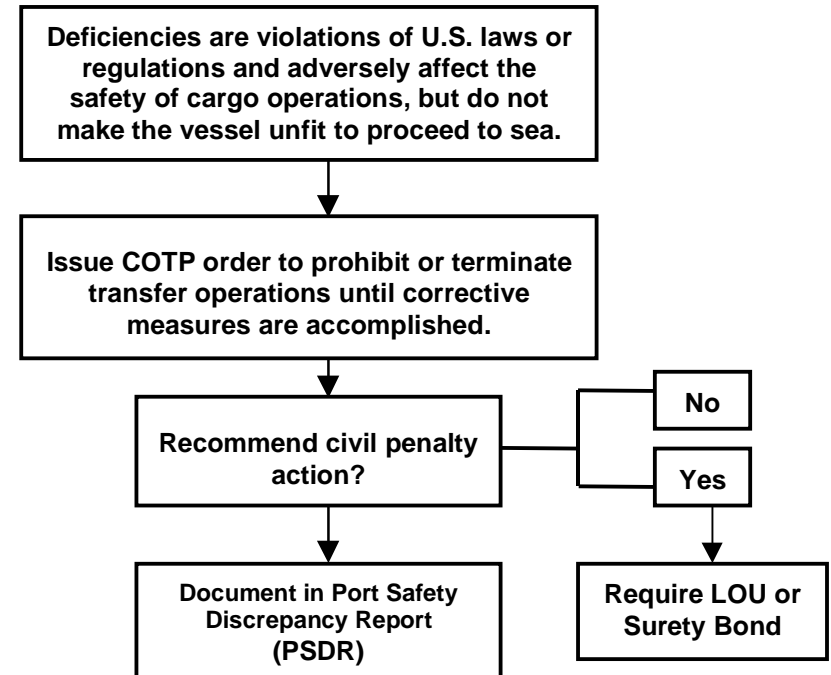 Deficiencies are violations of U.S. laws or
regulations and adversely affect the
safety of cargo operations, but do not
make the vessel unfit to proceed to sea.
Issue COTP order to prohibit or terminate
transfer operations until corrective
measures are accomplished.
Recommend civil penalty
action?
No
Yes
Document in Port Safety
Discrepancy Report
(PSDR)
Require LOU or
Surety Bond